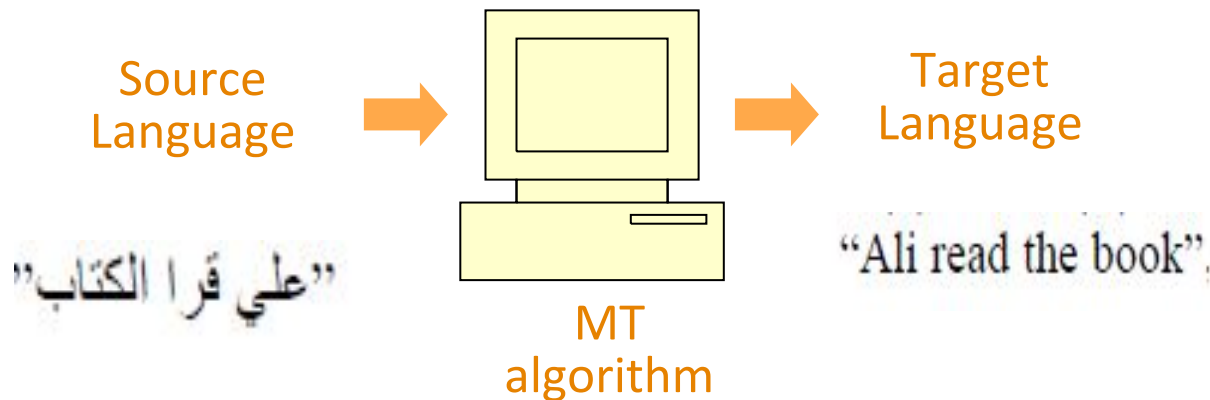 Source
Language
Target
Language
”علي قرا الكتاب”
“Ali read the book”,
MT
algorithm